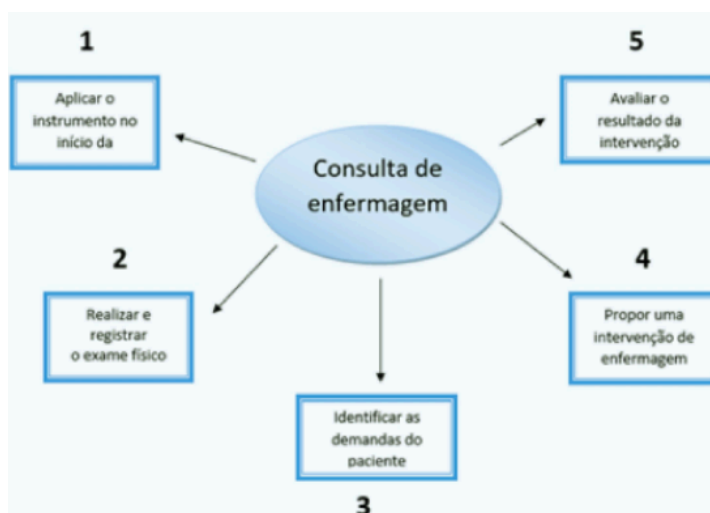 Consulta de
enfermagem
1
Aplicar o
instrumento no
início da
2
Realizar e
registrar
o exame físico
3
Identificar as
demandas do
paciente
4
Propor uma
intervenção de
enfermagem
5
Avaliar o
resultado da
intervenção